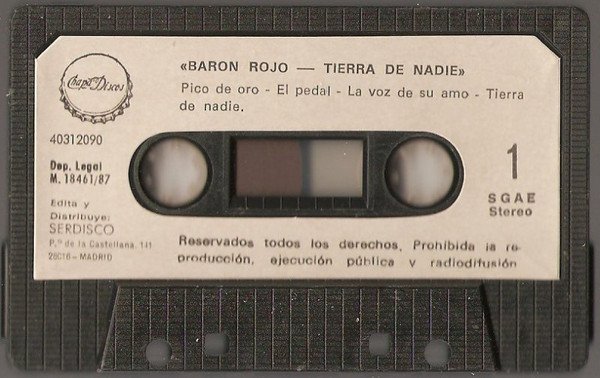 Chapa Discos
«BARON ROJO — TIERRA DE NADIE»
Pico de oro - El pedal - La voz de su amo - Tierra
de nadie.
40312090
Dep. Legal
M. 18461/87
Edita y
Distribuye:
SERDISCO
P.º de la Castellana, 141
28016 - MADRID
1
SGAE
Stereo
Reservados todos los derechos. Prohibida la re-
producción, ejecución pública y radiodifusión